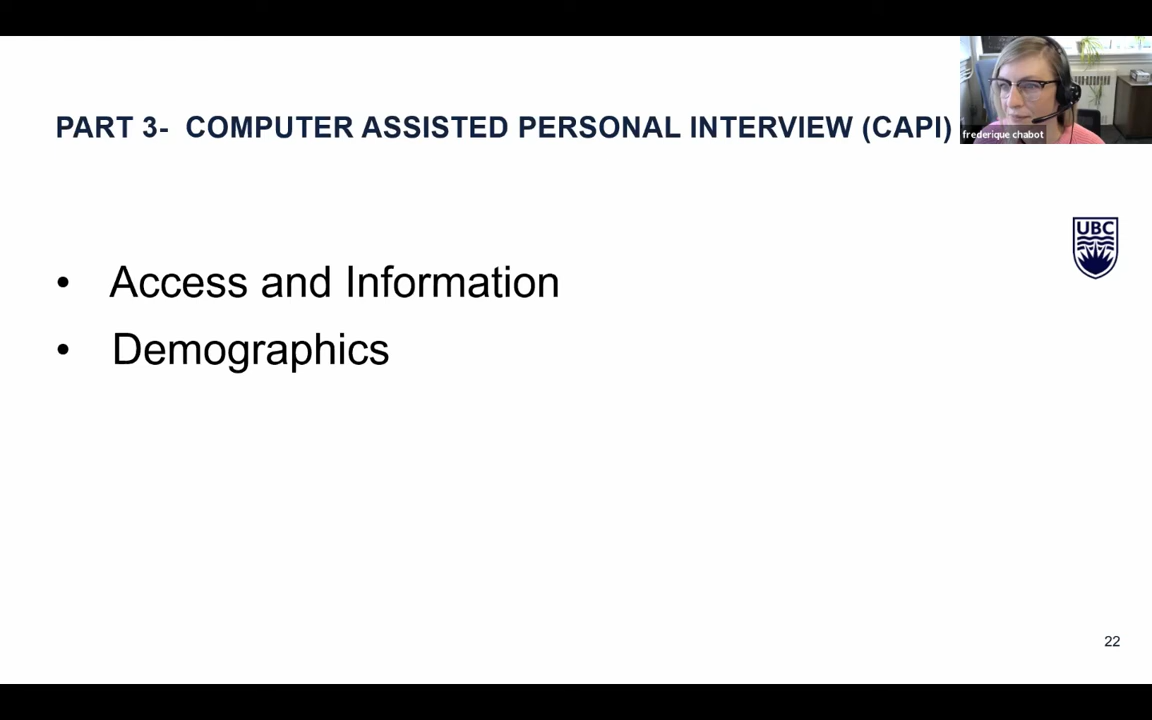 PART 3- COMPUTER ASSISTED PERSONAL INTERVIEW (CAPI)
frederique chabot
UBC
• Access and Information
• Demographics
22